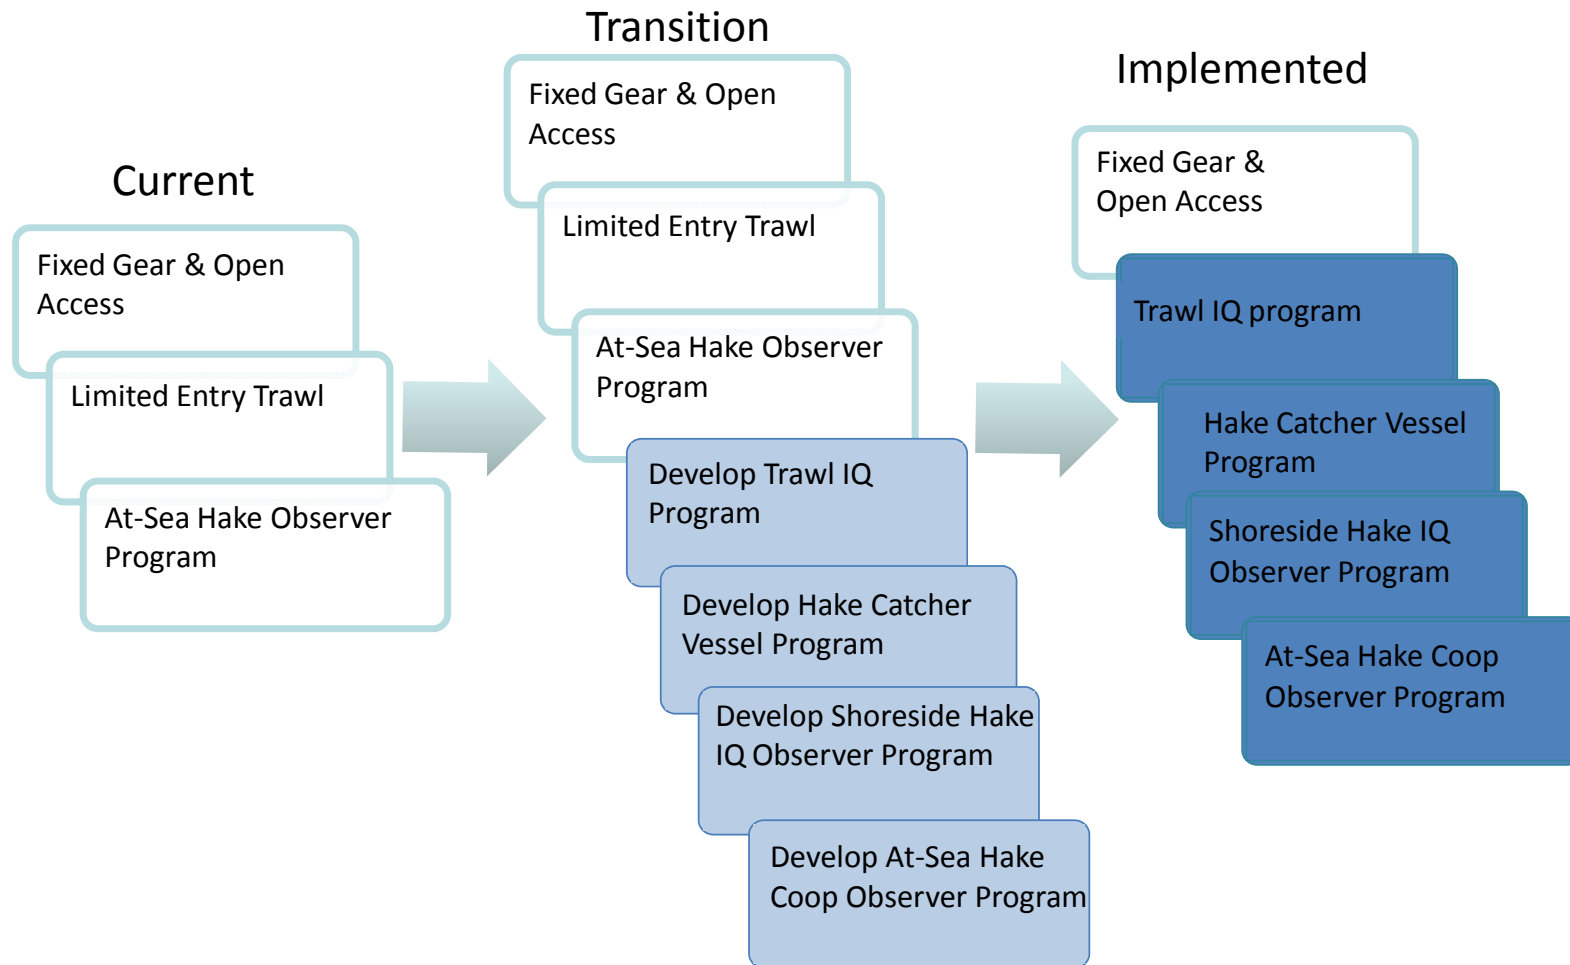 Current
Fixed Gear & Open
Access
Limited Entry Trawl
At-Sea Hake Observer
Program
Transition
Fixed Gear & Open
Access
Limited Entry Trawl
At-Sea Hake Observer
Program
Develop Trawl IQ
Program
Develop Hake Catcher
Vessel Program
Develop Shoreside Hake
IQ Observer Program
Develop At-Sea Hake
Coop Observer Program
Implemented
Fixed Gear &
Open Access
Trawl IQ program
Hake Catcher Vessel
Program
Shoreside Hake IQ
Observer Program
At-Sea Hake Coop
Observer Program